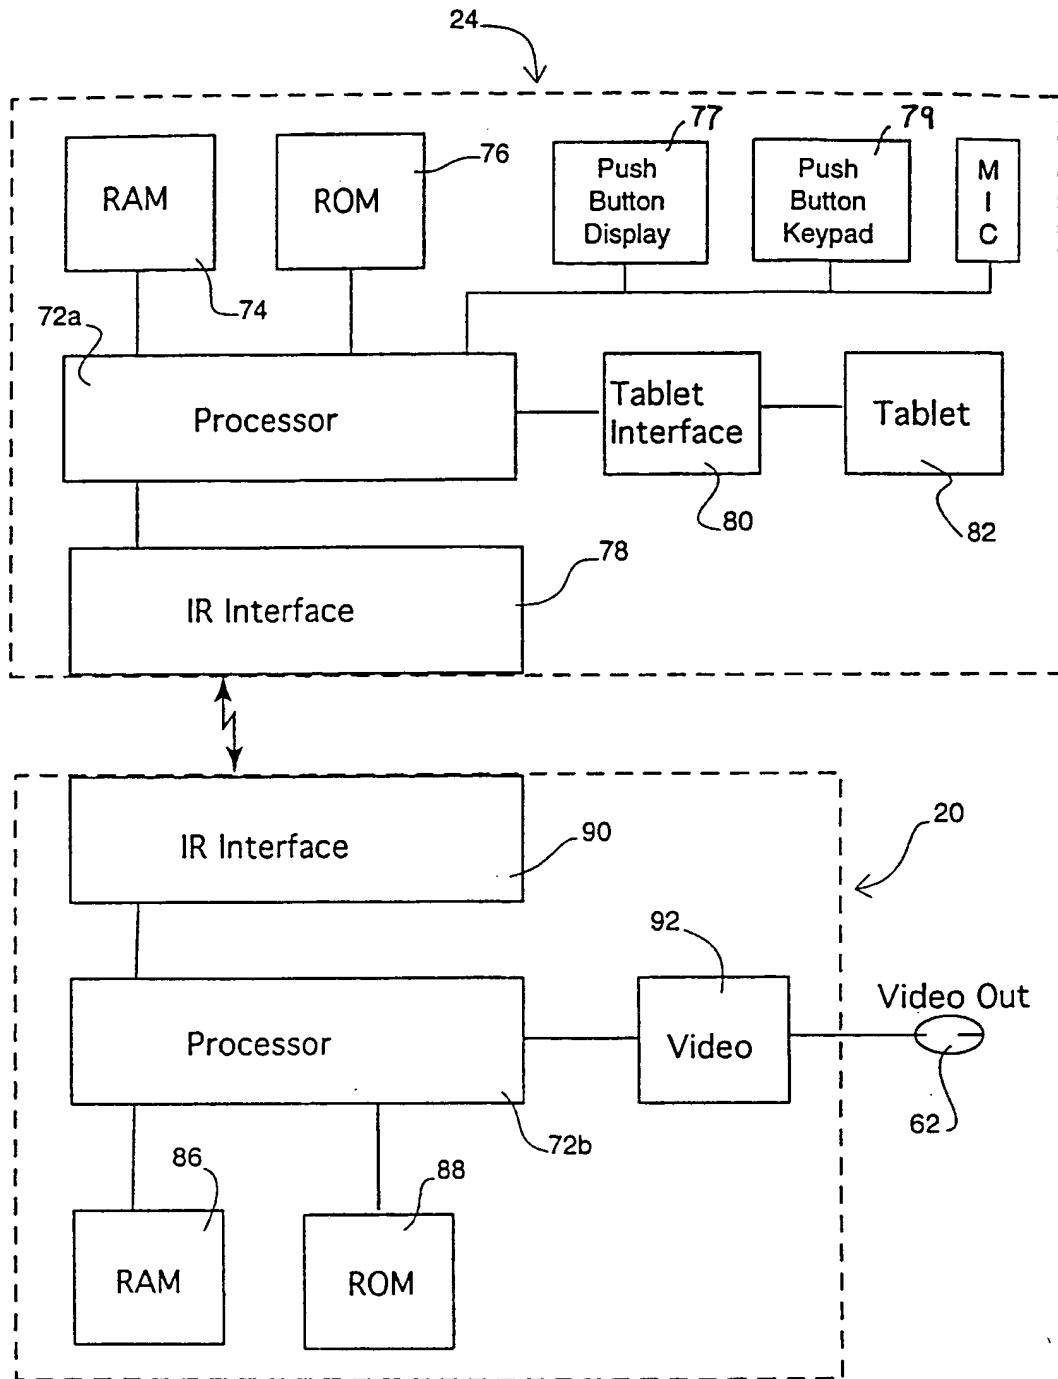 24
RAM
74
ROM
76
Push
Button
Display
77
Push
Button
Keypad
79
M
I
C
72a
Processor
Tablet
Interface
80
Tablet
82
IR Interface
78
IR Interface
90
20
Processor
72b
92
Video
Video Out
62
86
RAM
88
ROM